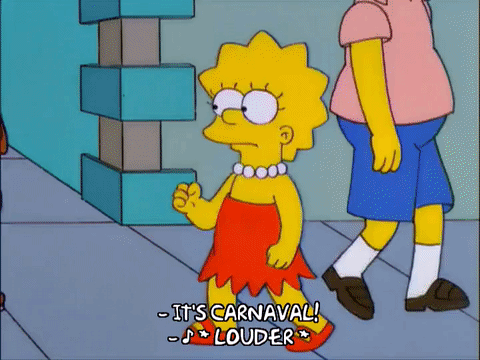 - IT'S CARNAVAL!
- ♪ * LOUDER *